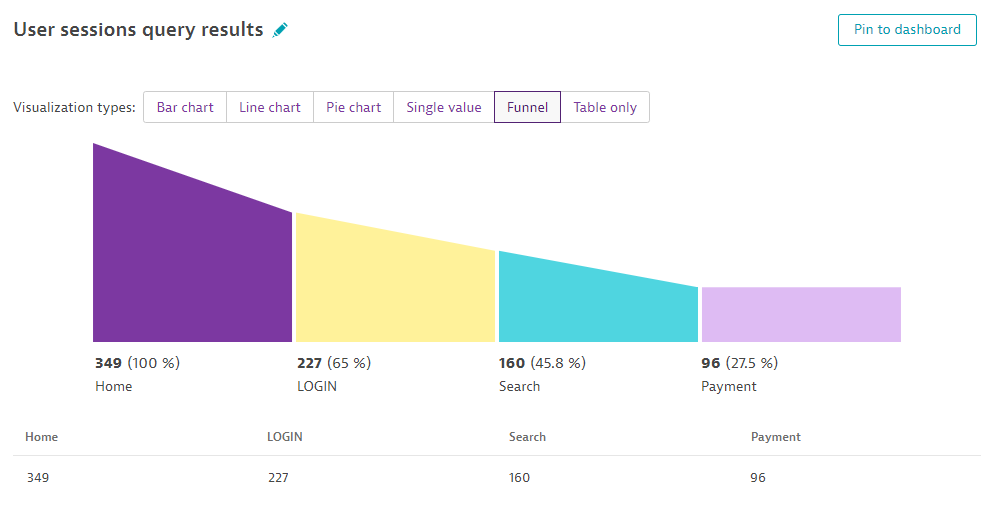 User sessions query results
Pin to dashboard
Visualization types: Bar chart Line chart Pie chart Single value Funnel Table only
349 (100 %) 227 (65 %) 160 (45.8 %) 96 (27.5 %)
Home LOGIN Search Payment
Home LOGIN Search Payment
349 227 160 96